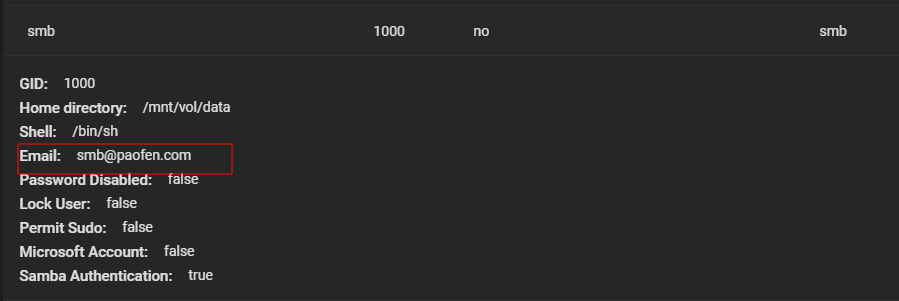 smb 1000 no smb
GID: 1000
Home directory: /mnt/vol/data
Shell: /bin/sh
Email: smb@paofen.com
Password Disabled: false
Lock User: false
Permit Sudo: false
Microsoft Account: false
Samba Authentication: true